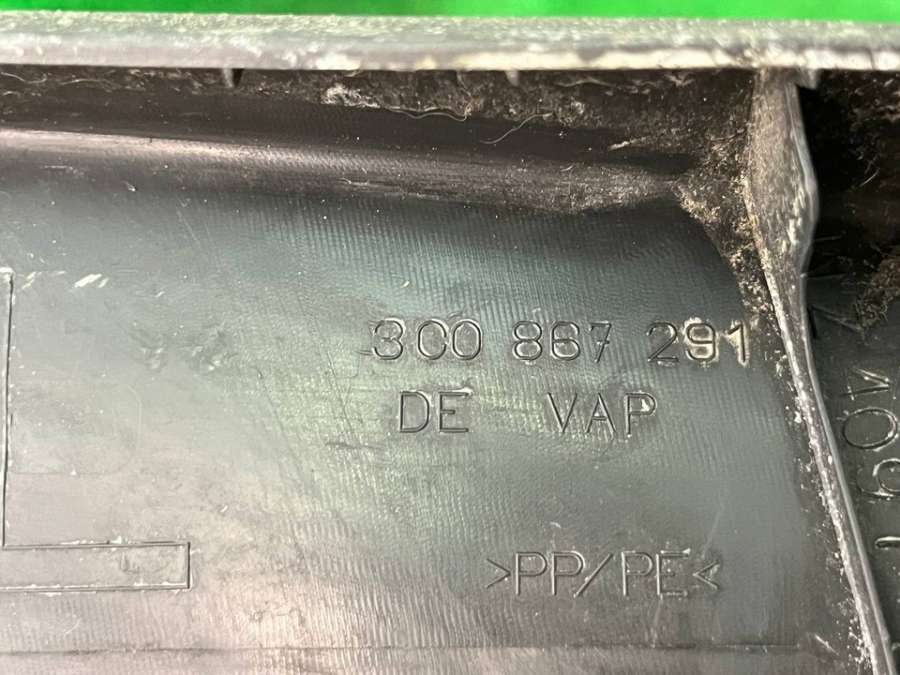 3C0 867 291
DE VAP
>PP/PE<